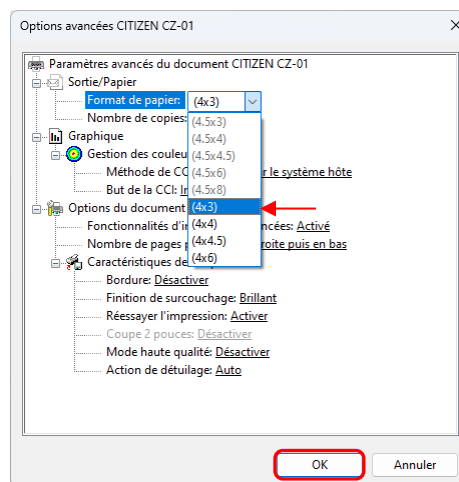 Options avancées CITIZEN CZ-01
Paramètres avancés du document CITIZEN CZ-01
Sortie/Papier
Format de papier: (4x3)
Nombre de copies:
(4.5x3)
(4.5x4)
(4.5x4.5)
(4.5x6)
(4.5x8)
(4x3)
(4x4)
(4x4.5)
(4x6)
Graphique
Gestion des couleu
Méthode de CC r le système hôte
But de la CCI: I
Options du document
Fonctionnalités d'i ncées: Activé
Nombre de pages p roite puis en bas
Caractéristiques de
Bordure: Désactiver
Finition de surcouchage: Brillant
Réessayer l'impression: Activer
Coupe 2 pouces: Désactiver
Mode haute qualité: Désactiver
Action de détuilage: Auto
OK Annuler